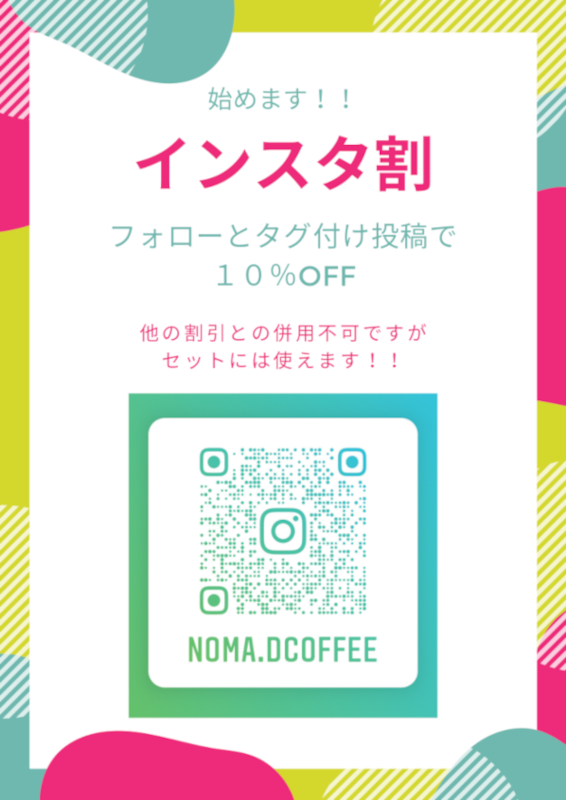 始めます！！
インスタ割
フォローとタグ付け投稿で
１０％OFF
他の割引との併用不可ですが
セットには使えます！！
NOMA.DCOFFEE